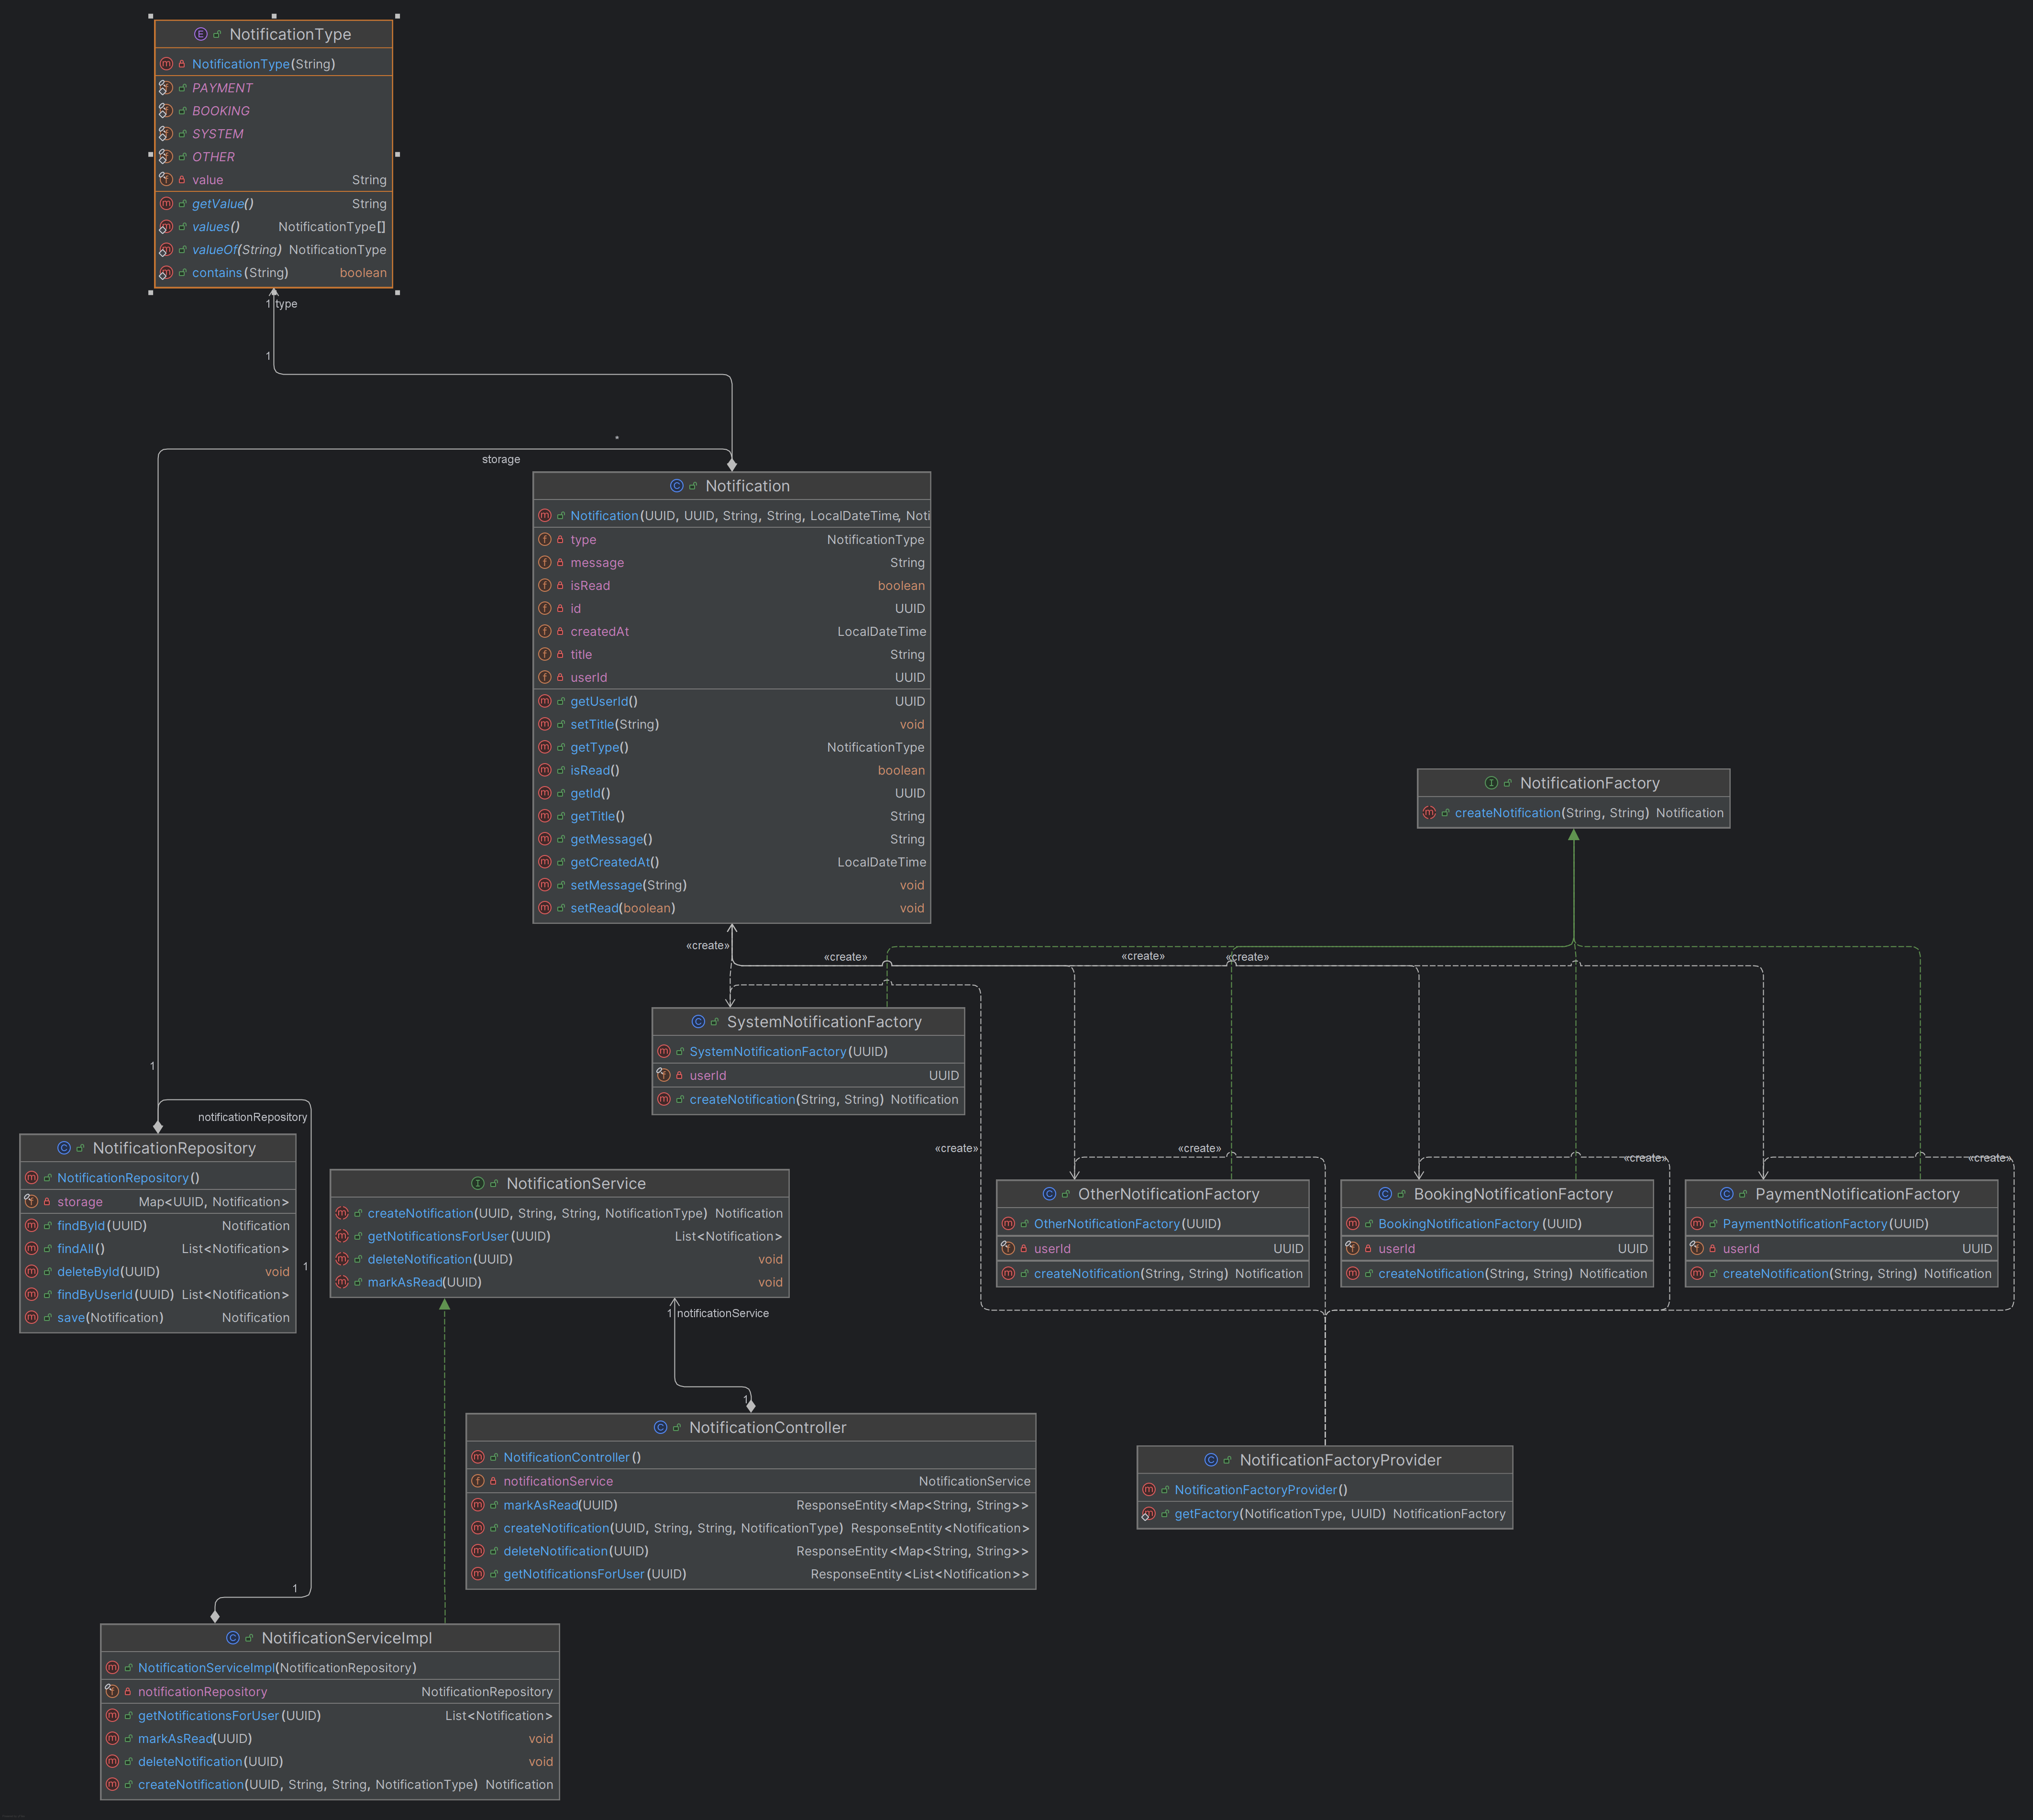 NotificationType
NotificationType(String)
PAYMENT
BOOKING
SYSTEM
OTHER
value String
getValue() String
values() NotificationType[]
valueOf(String) NotificationType
contains(String) boolean
1 type
1
*
storage
Notification
Notification(UUID, UUID, String, String, LocalDateTime, Noti
type NotificationType
message String
isRead boolean
id UUID
createdAt LocalDateTime
title String
userId UUID
getUserId() UUID
setTitle(String) void
getType() NotificationType
isRead() boolean
getId() UUID
getTitle() String
getMessage() String
getCreatedAt() LocalDateTime
setMessage(String) void
setRead(boolean) void
NotificationFactory
createNotification(String, String) Notification
«create»
«create»
«create»
«create»
SystemNotificationFactory
SystemNotificationFactory(UUID)
userId UUID
createNotification(String, String) Notification
1
notificationRepository
NotificationRepository
NotificationRepository()
storage Map<UUID, Notification>
findById(UUID) Notification
findAll() List<Notification>
deleteById(UUID) void
findByUserId(UUID) List<Notification>
save(Notification) Notification
1
NotificationService
createNotification(UUID, String, String, NotificationType) Notification
getNotificationsForUser(UUID) List<Notification>
deleteNotification(UUID) void
markAsRead(UUID) void
«create»
«create»
«create»
«create»
OtherNotificationFactory
OtherNotificationFactory(UUID)
userId UUID
createNotification(String, String) Notification
BookingNotificationFactory
BookingNotificationFactory(UUID)
userId UUID
createNotification(String, String) Notification
PaymentNotificationFactory
PaymentNotificationFactory(UUID)
userId UUID
createNotification(String, String) Notification
1 notificationService
1
NotificationController
NotificationController()
notificationService NotificationService
markAsRead(UUID) ResponseEntity<Map<String, String>>
createNotification(UUID, String, String, NotificationType) ResponseEntity<Notification>
deleteNotification(UUID) ResponseEntity<Map<String, String>>
getNotificationsForUser(UUID) ResponseEntity<List<Notification>>
NotificationFactoryProvider
NotificationFactoryProvider()
getFactory(NotificationType, UUID) NotificationFactory
1
NotificationServiceImpl
NotificationServiceImpl(NotificationRepository)
notificationRepository NotificationRepository
getNotificationsForUser(UUID) List<Notification>
markAsRead(UUID) void
deleteNotification(UUID) void
createNotification(UUID, String, String, NotificationType) Notification